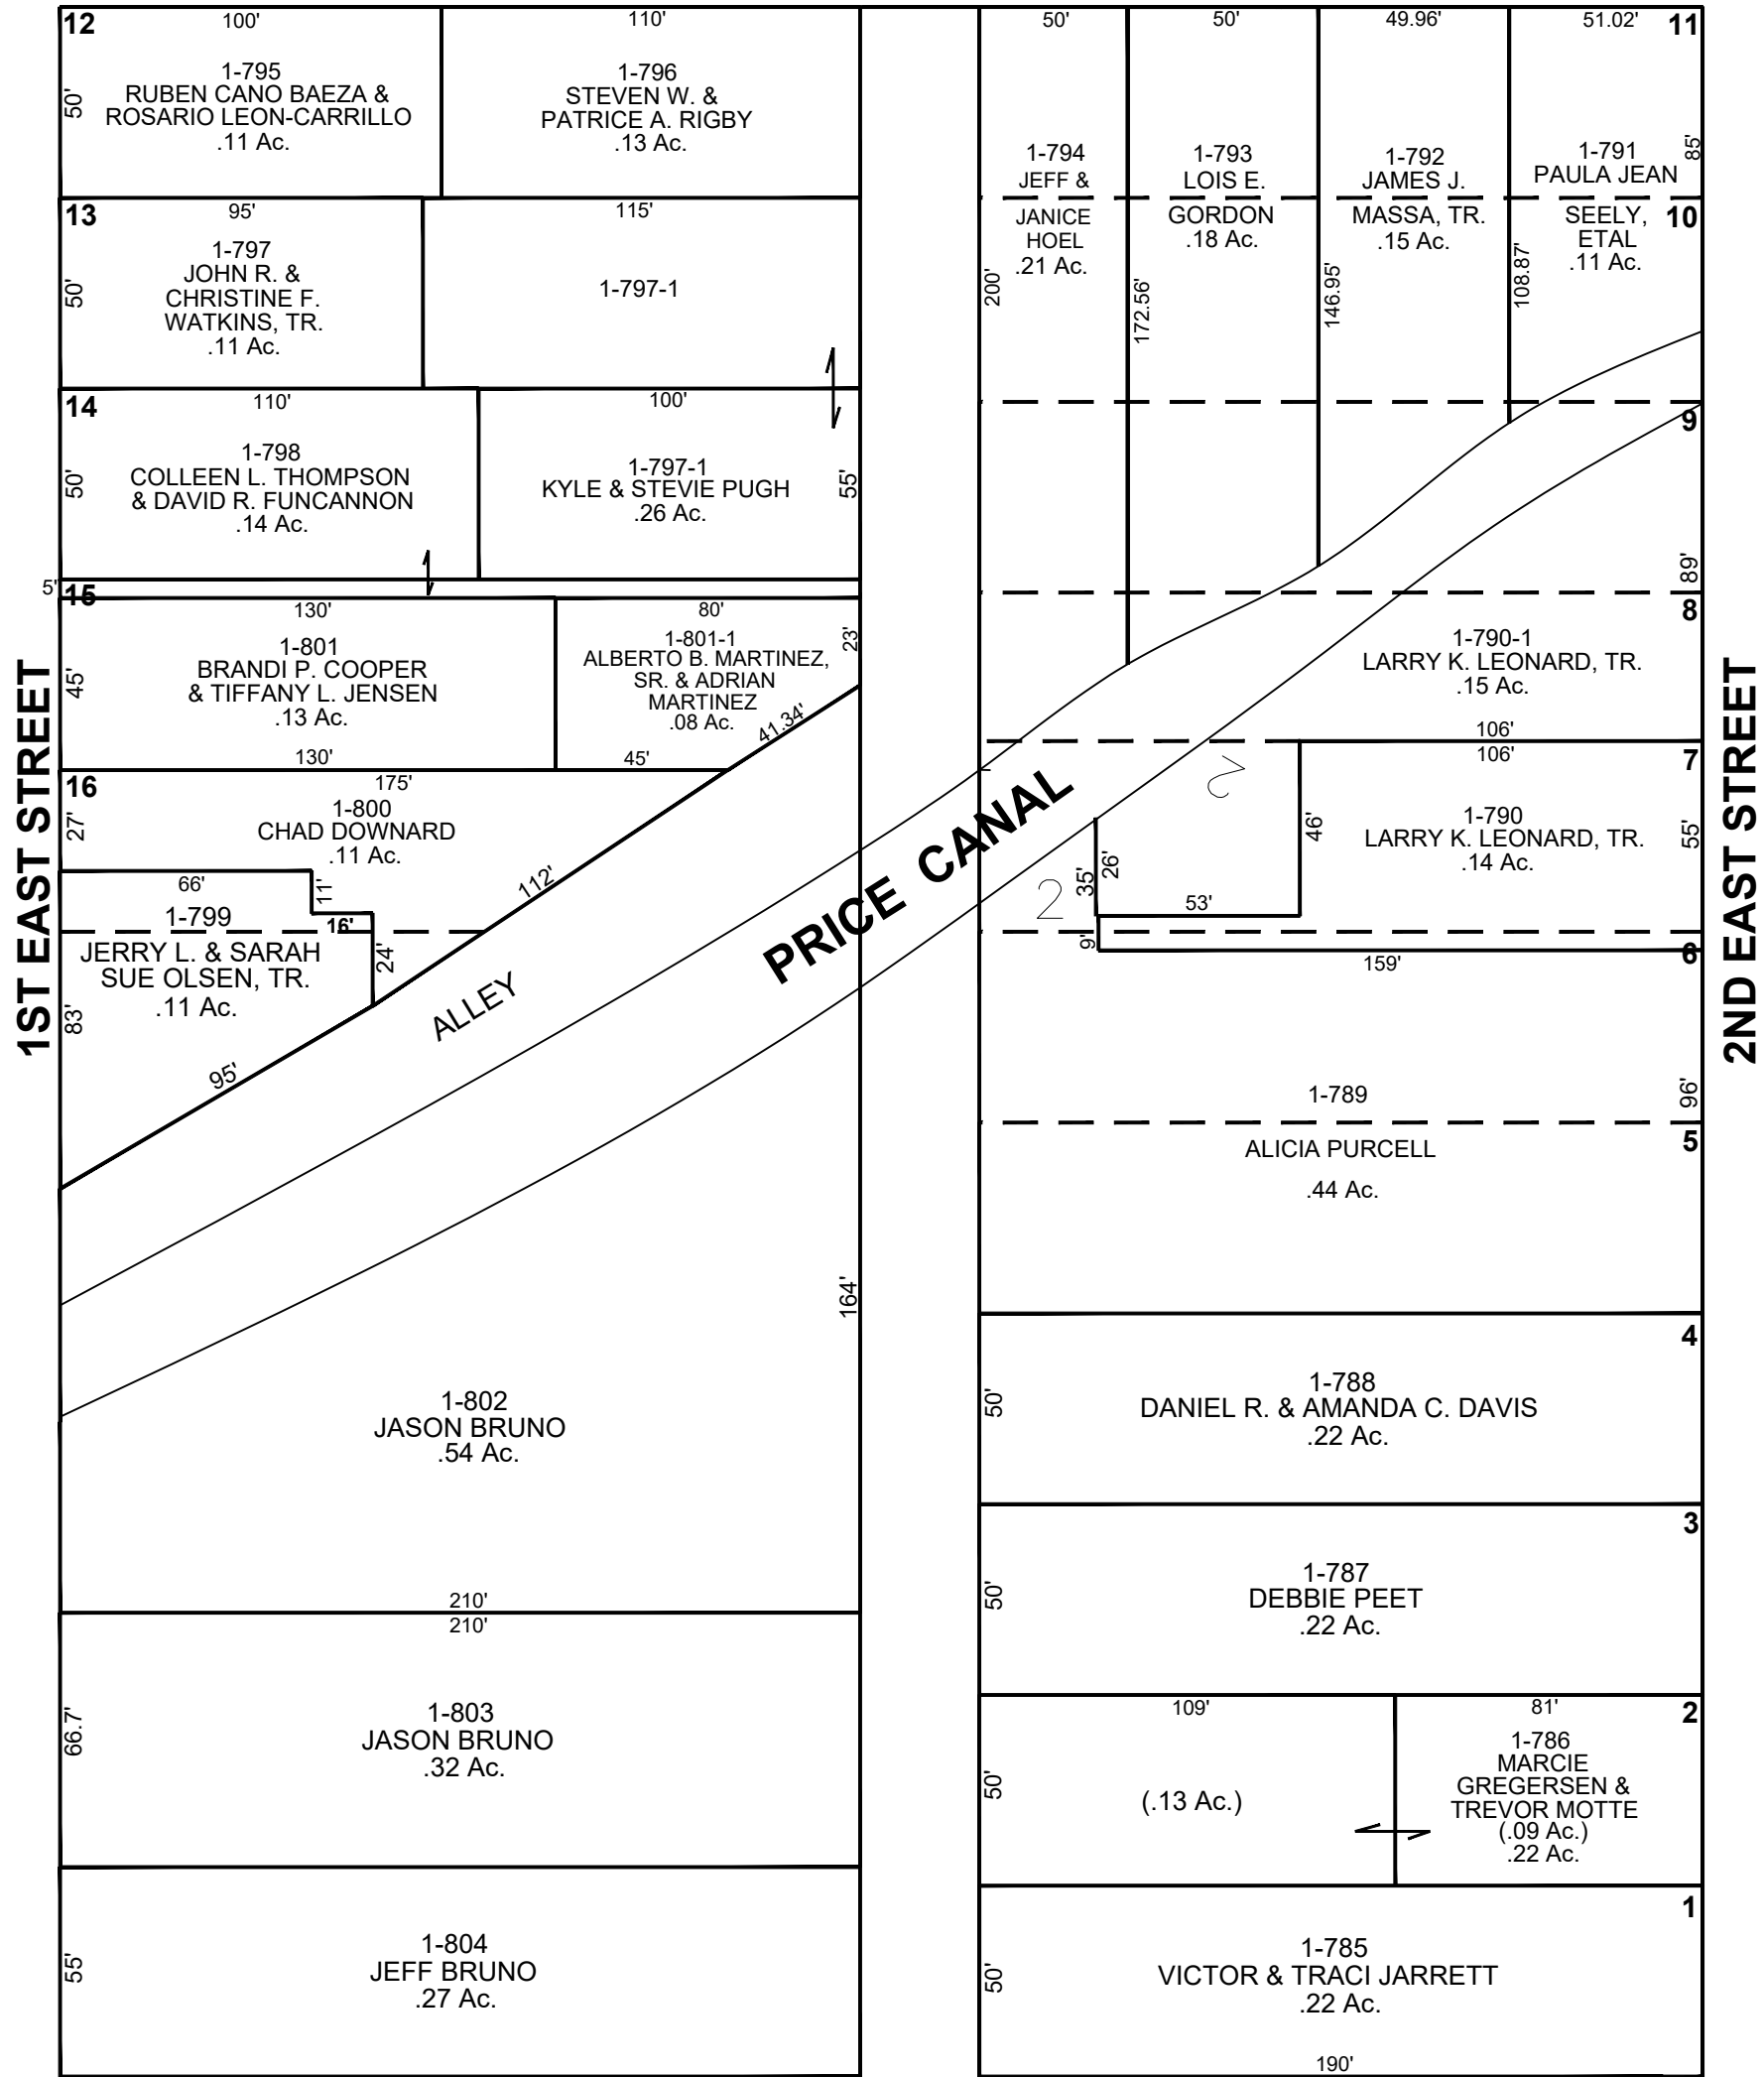 12
100'
110'
50'
50'
49.96'
51.02'
11
50'
1-795
RUBEN CANO BAEZA &
ROSARIO LEON-CARRILLO
.11 Ac.
1-796
STEVEN W. &
PATRICE A. RIGBY
.13 Ac.
1-794
JEFF &
JANICE
HOEL
.21 Ac.
200'
1-793
LOIS E.
GORDON
.18 Ac.
172.56'
1-792
JAMES J.
MASSA, TR.
.15 Ac.
146.95'
1-791
PAULA JEAN
SEELY,
ETAL
.11 Ac.
108.87'
85'
10
13
95'
115'
50'
1-797
JOHN R. &
CHRISTINE F.
WATKINS, TR.
.11 Ac.
1-797-1
14
110'
100'
50'
1-798
COLLEEN L. THOMPSON
& DAVID R. FUNCANNON
.14 Ac.
1-797-1
KYLE & STEVIE PUGH
.26 Ac.
55'
9
89'
5'
15
130'
80'
45'
1-801
BRANDI P. COOPER
& TIFFANY L. JENSEN
.13 Ac.
130'
1-801-1
ALBERTO B. MARTINEZ,
SR. & ADRIAN
MARTINEZ
.08 Ac.
23'
41.34'
45'
8
1-790-1
LARRY K. LEONARD, TR.
.15 Ac.
106'
106'
7
1ST EAST STREET
2ND EAST STREET
16
175'
27'
1-800
CHAD DOWNARD
.11 Ac.
112'
66'
11'
16'
24'
1-799
JERRY L. & SARAH
SUE OLSEN, TR.
.11 Ac.
83'
95'
ALLEY
PRICE CANAL
2
2
35'
26'
46'
53'
9'
1-790
LARRY K. LEONARD, TR.
.14 Ac.
55'
6
159'
1-789
96'
5
ALICIA PURCELL
.44 Ac.
164'
1-802
JASON BRUNO
.54 Ac.
210'
4
50'
1-788
DANIEL R. & AMANDA C. DAVIS
.22 Ac.
3
50'
1-787
DEBBIE PEET
.22 Ac.
210'
66.7'
1-803
JASON BRUNO
.32 Ac.
109'
81'
2
50'
(.13 Ac.)
1-786
MARCIE
GREGERSEN &
TREVOR MOTTE
(.09 Ac.)
.22 Ac.
55'
1-804
JEFF BRUNO
.27 Ac.
1
50'
1-785
VICTOR & TRACI JARRETT
.22 Ac.
190'